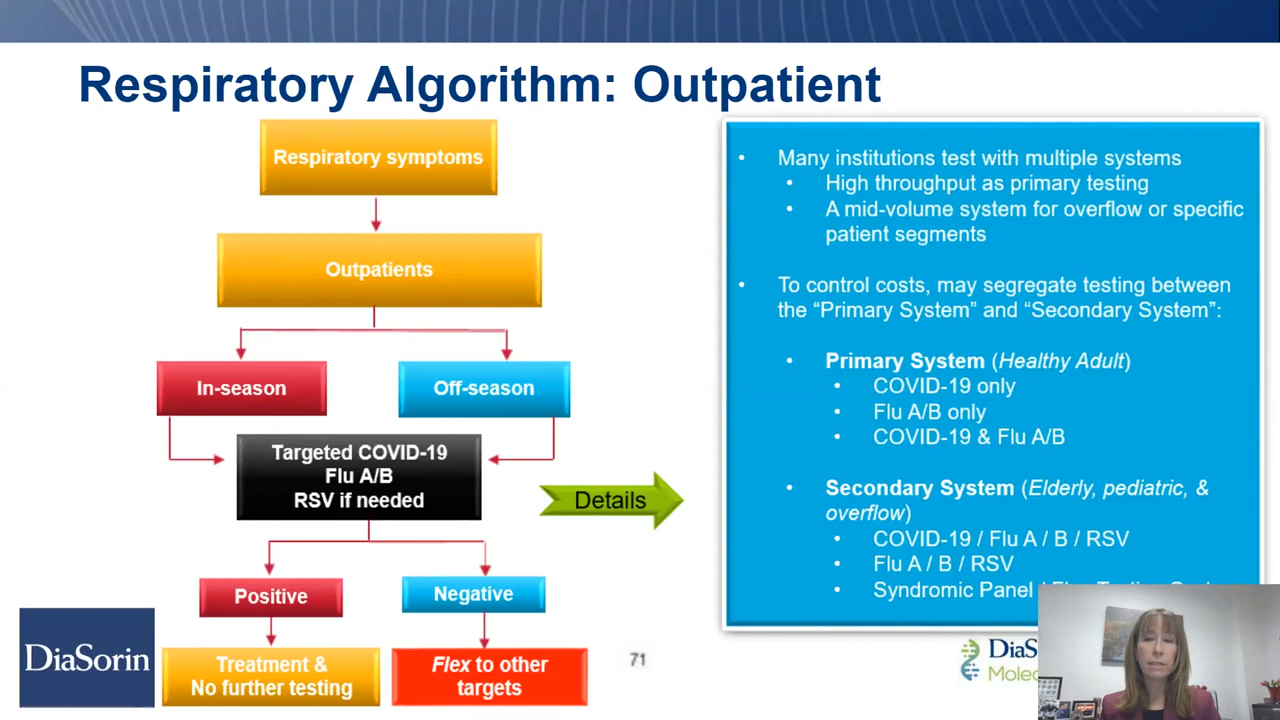 Respiratory Algorithm: Outpatient
Respiratory symptoms
Outpatients
In-season
Off-season
Targeted COVID-19
Flu A/B
RSV if needed
Details
Positive
Negative
Treatment &
No further testing
Flex to other
targets
• Many institutions test with multiple systems
• High throughput as primary testing
• A mid-volume system for overflow or specific
patient segments
• To control costs, may segregate testing between
the “Primary System” and “Secondary System”:
• Primary System (Healthy Adult)
• COVID-19 only
• Flu A/B only
• COVID-19 & Flu A/B
• Secondary System (Elderly, pediatric, &
overflow)
• COVID-19 / Flu A / B / RSV
• Flu A / B / RSV
• Syndromic Panel /
DiaSorin
71